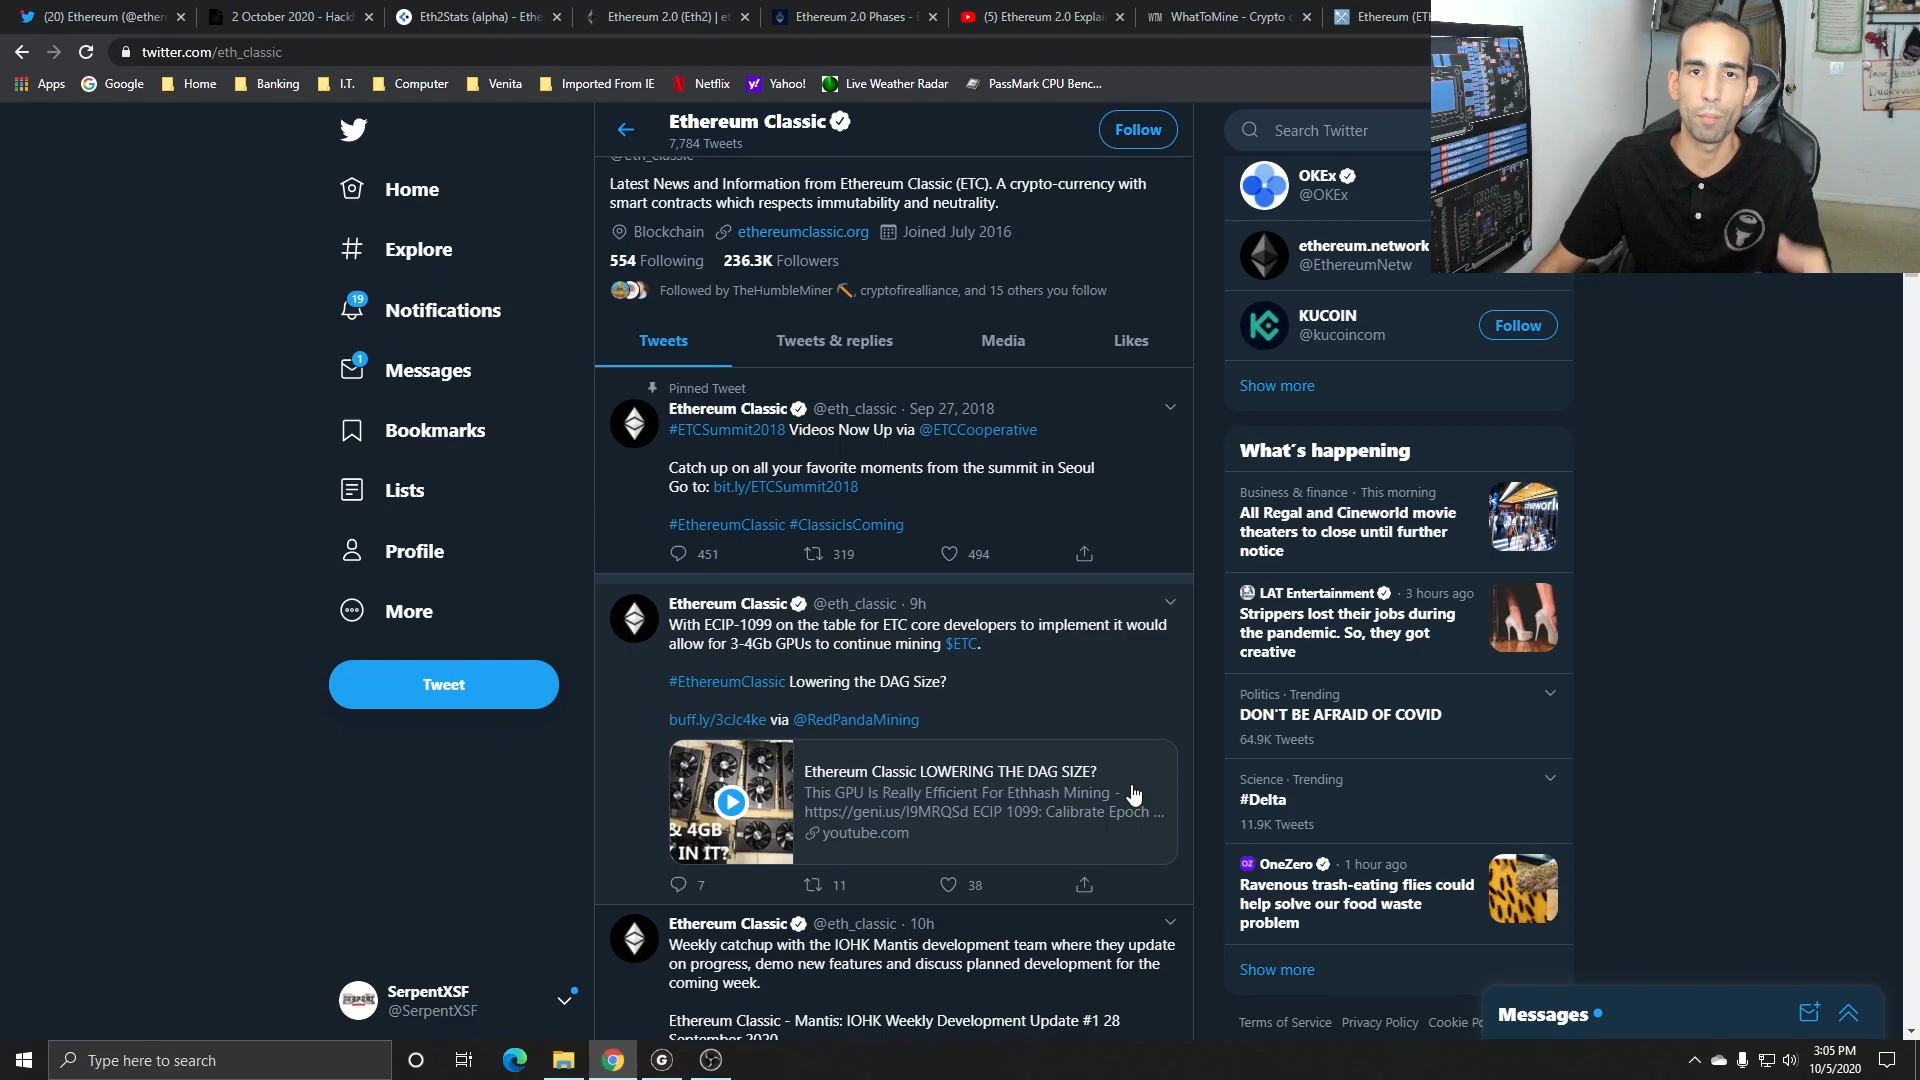 (20) Ethereum (@ether
2 October 2020 - Hackl
Eth2Stats (alpha) - Ethe
Ethereum 2.0 (Eth2) | et
Ethereum 2.0 Phases - E
(5) Ethereum 2.0 Explai
WTM WhatToMine - Crypto c
Ethereum (ETH
twitter.com/eth_classic
Apps Google Home Banking I.T. Computer Venita Imported From IE Netflix Yahoo! Live Weather Radar PassMark CPU Benc...
Home
Explore
19
Notifications
1
Messages
Bookmarks
Lists
Profile
More
Tweet
SerpentXSF
@SerpentXSF
Ethereum Classic
7,784 Tweets
Follow
@eth_classic
Latest News and Information from Ethereum Classic (ETC). A crypto-currency with
smart contracts which respects immutability and neutrality.
Blockchain ethereumclassic.org Joined July 2016
554 Following 236.3K Followers
Followed by TheHumbleMiner , cryptofirealliance, and 15 others you follow
Tweets Tweets & replies Media Likes
Pinned Tweet
Ethereum Classic @eth_classic · Sep 27, 2018
#ETCSummit2018 Videos Now Up via @ETCCooperative
Catch up on all your favorite moments from the summit in Seoul
Go to: bit.ly/ETCSummit2018
#EthereumClassic #ClassicIsComing
451 319 494
Ethereum Classic @eth_classic · 9h
With ECIP-1099 on the table for ETC core developers to implement it would
allow for 3-4Gb GPUs to continue mining $ETC.
#EthereumClassic Lowering the DAG Size?
buff.ly/3cJc4ke via @RedPandaMining
& 4GB
IN IT?
Ethereum Classic LOWERING THE DAG SIZE?
This GPU Is Really Efficient For Ethhash Mining -
https://geni.us/I9MRQSd ECIP 1099: Calibrate Epoch ...
youtube.com
7 11 38
Ethereum Classic @eth_classic · 10h
Weekly catchup with the IOHK Mantis development team where they update
on progress, demo new features and discuss planned development for the
coming week.
Ethereum Classic - Mantis: IOHK Weekly Development Update #1 28
September 2020
Search Twitter
OKEx
@OKEx
ethereum.network
@EthereumNetw
KUCOIN
@kucoincom
Follow
Show more
What's happening
Business & finance · This morning
All Regal and Cineworld movie
theaters to close until further
notice
LAT Entertainment · 3 hours ago
Strippers lost their jobs during
the pandemic. So, they got
creative
Politics · Trending
DON'T BE AFRAID OF COVID
64.9K Tweets
Science · Trending
#Delta
11.9K Tweets
OZ OneZero · 1 hour ago
Ravenous trash-eating flies could
help solve our food waste
problem
Show more
Terms of Service Privacy Policy Cookie Po
Messages
Type here to search
3:05 PM
10/5/2020